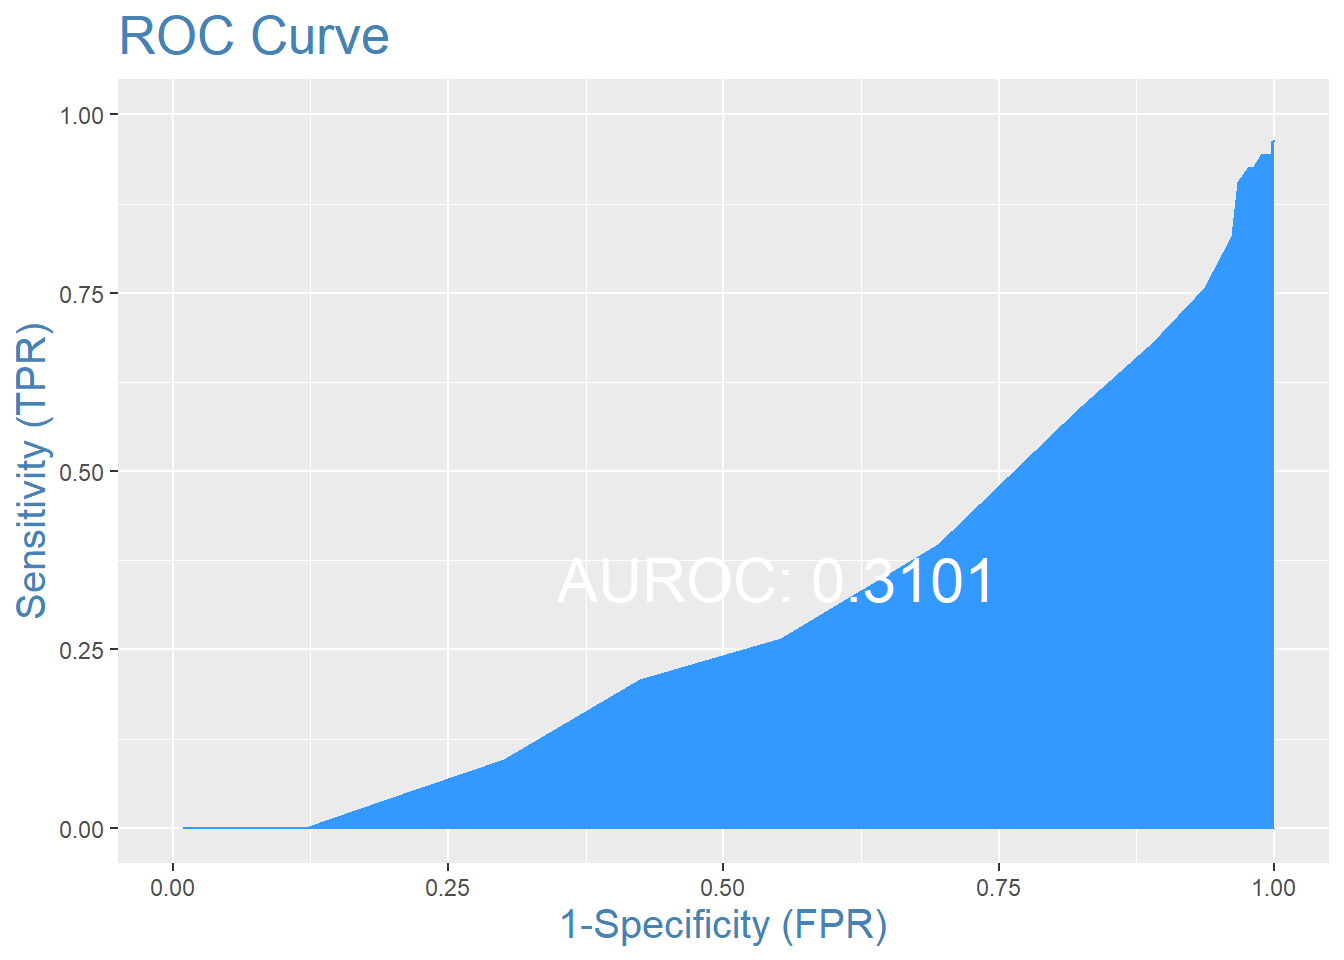 ROC Curve
1.00
0.75
0.50
0.25
0.00
Sensitivity (TPR)
AUROC: 0.3101
0.00 0.25 0.50 0.75 1.00
1-Specificity (FPR)